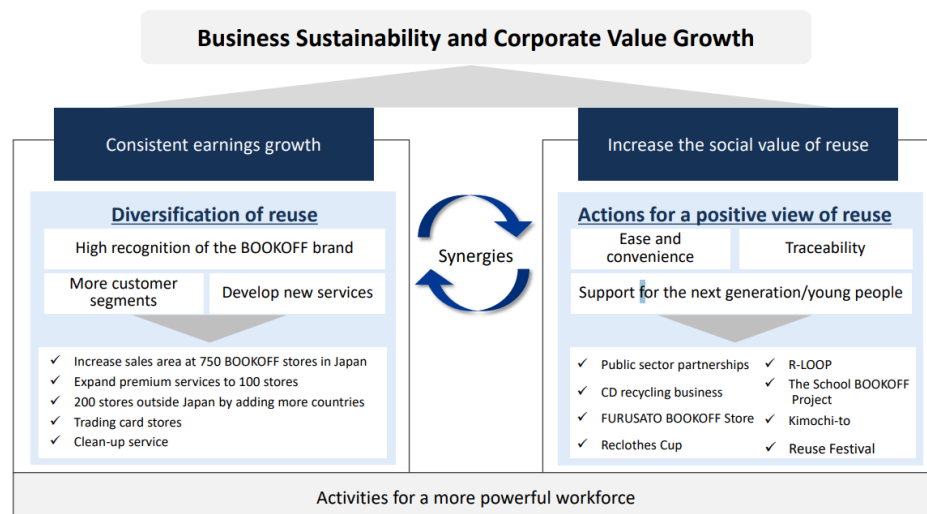 Business Sustainability and Corporate Value Growth
Consistent earnings growth
Diversification of reuse
High recognition of the BOOKOFF brand
More customer
segments
Develop new services
✓ Increase sales area at 750 BOOKOFF stores in Japan
✓ Expand premium services to 100 stores
✓ 200 stores outside Japan by adding more countries
✓ Trading card stores
✓ Clean-up service
Synergies
Increase the social value of reuse
Actions for a positive view of reuse
Ease and
convenience
Traceability
Support for the next generation/young people
✓ Public sector partnerships
✓ CD recycling business
✓ FURUSATO BOOKOFF Store
✓ Reclothes Cup
✓ R-LOOP
✓ The School BOOKOFF
Project
✓ Kimochi-to
✓ Reuse Festival
Activities for a more powerful workforce